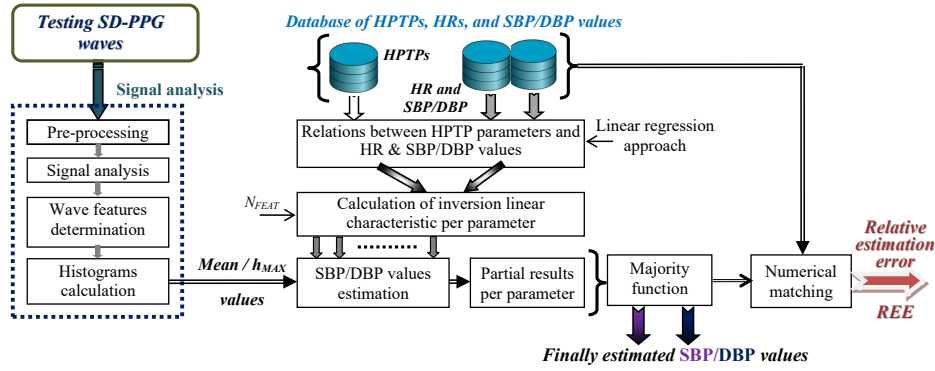 Testing SD-PPG
waves
Database of HPTPs, HRs, and SBP/DBP values
HPTPs
HR and
SBP/DBP
Signal analysis
Pre-processing
Signal analysis
Wave features
determination
Histograms
calculation
Relations between HPTP parameters and
HR & SBP/DBP values
Linear regression
approach
N_FEAT
Calculation of inversion linear
characteristic per parameter
Mean / h_MAX
values
SBP/DBP values
estimation
Partial results
per parameter
Majority
function
Numerical
matching
Relative
estimation
error
REE
Finally estimated SBP/DBP values